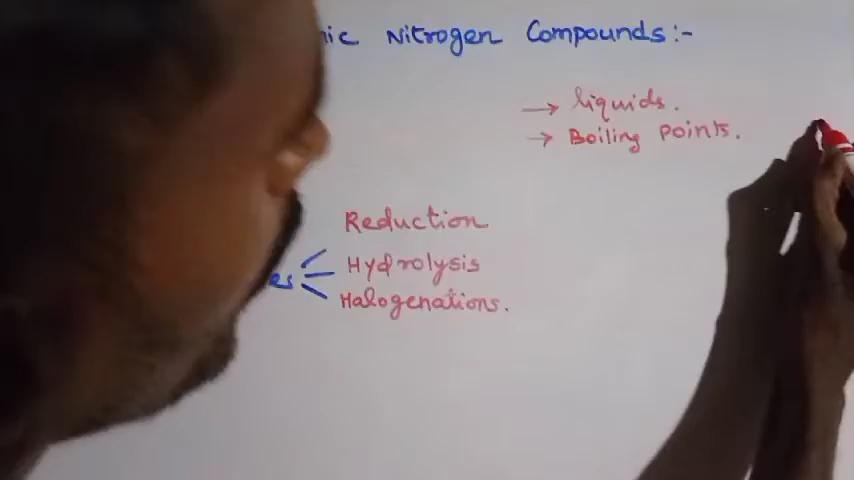 Nitrogen Compounds:-
→ liquids.
→ Boiling points.
Reduction
Hydrolysis
Halogenations.